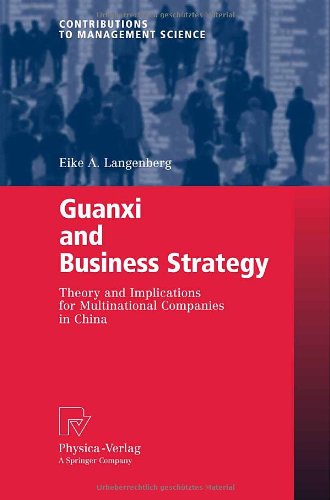 Urheberrechtlich geschütztes Material
CONTRIBUTIONS
TO MANAGEMENT SCIENCE
Eike A. Langenberg
Guanxi
and
Business Strategy
Theory and Implications
for Multinational Companies
in China
Physica-Verlag
A Springer Company
Urheberrechtlich geschütztes Material